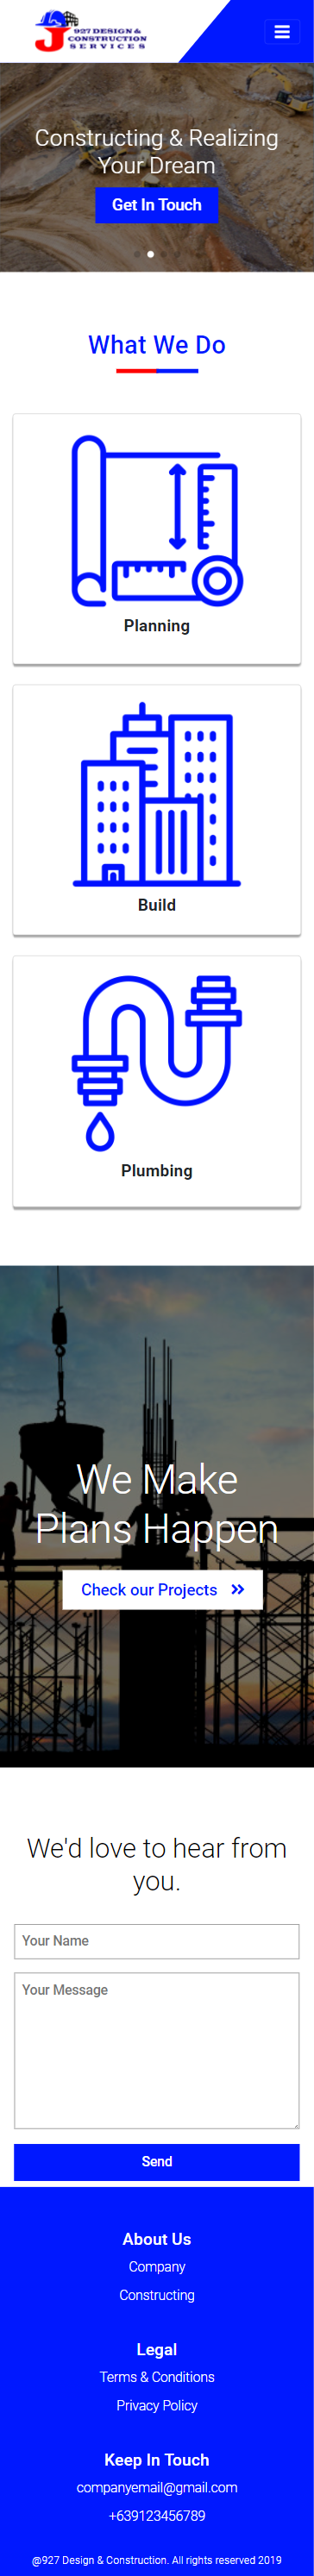 J 927 DESIGN &
CONSTRUCTION
SERVICES
Constructing & Realizing
Your Dream
Get In Touch
What We Do
Planning
Build
Plumbing
We Make
Plans Happen
Check our Projects
We'd love to hear from
you.
Your Name
Your Message
Send
About Us
Company
Constructing
Legal
Terms & Conditions
Privacy Policy
Keep In Touch
companyemail@gmail.com
+639123456789
@927 Design & Construction. All rights reserved 2019